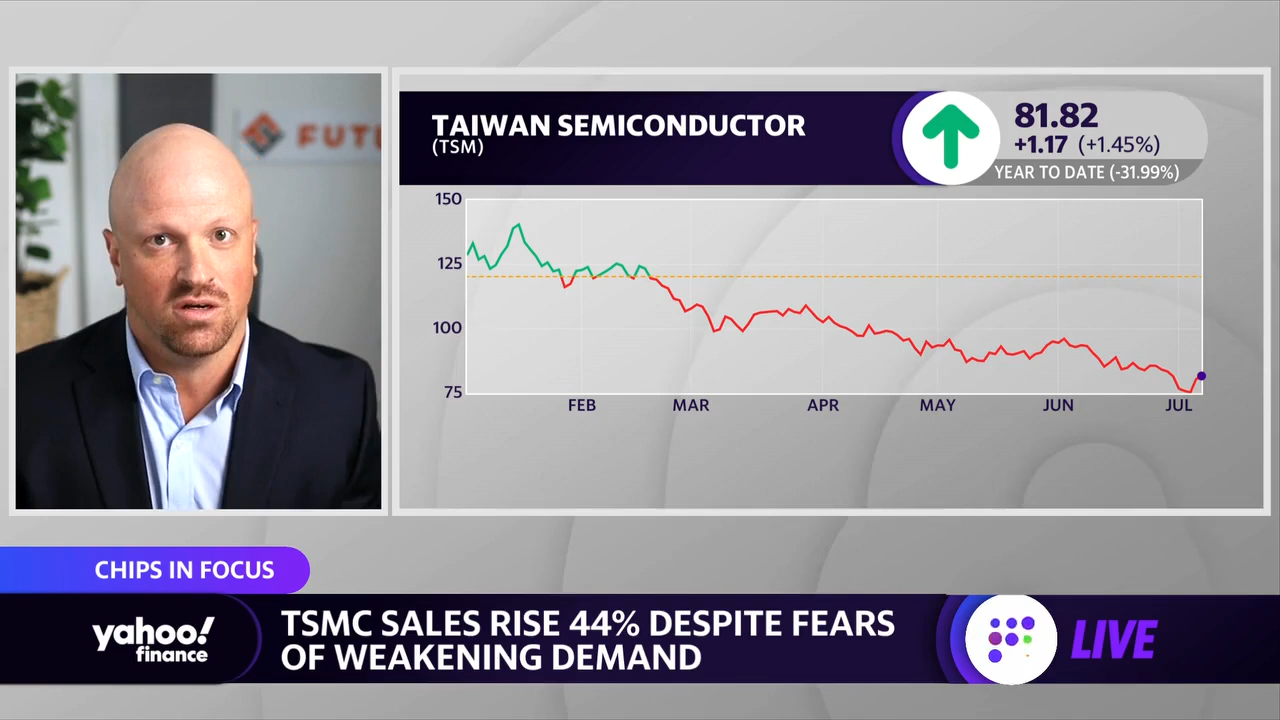 FUTU
TAIWAN SEMICONDUCTOR
(TSM)
81.82
+1.17 (+1.45%)
YEAR TO DATE (-31.99%)
150
125
100
75
FEB MAR APR MAY JUN JUL
CHIPS IN FOCUS
yahoo!
finance
TSMC SALES RISE 44% DESPITE FEARS
OF WEAKENING DEMAND
LIVE